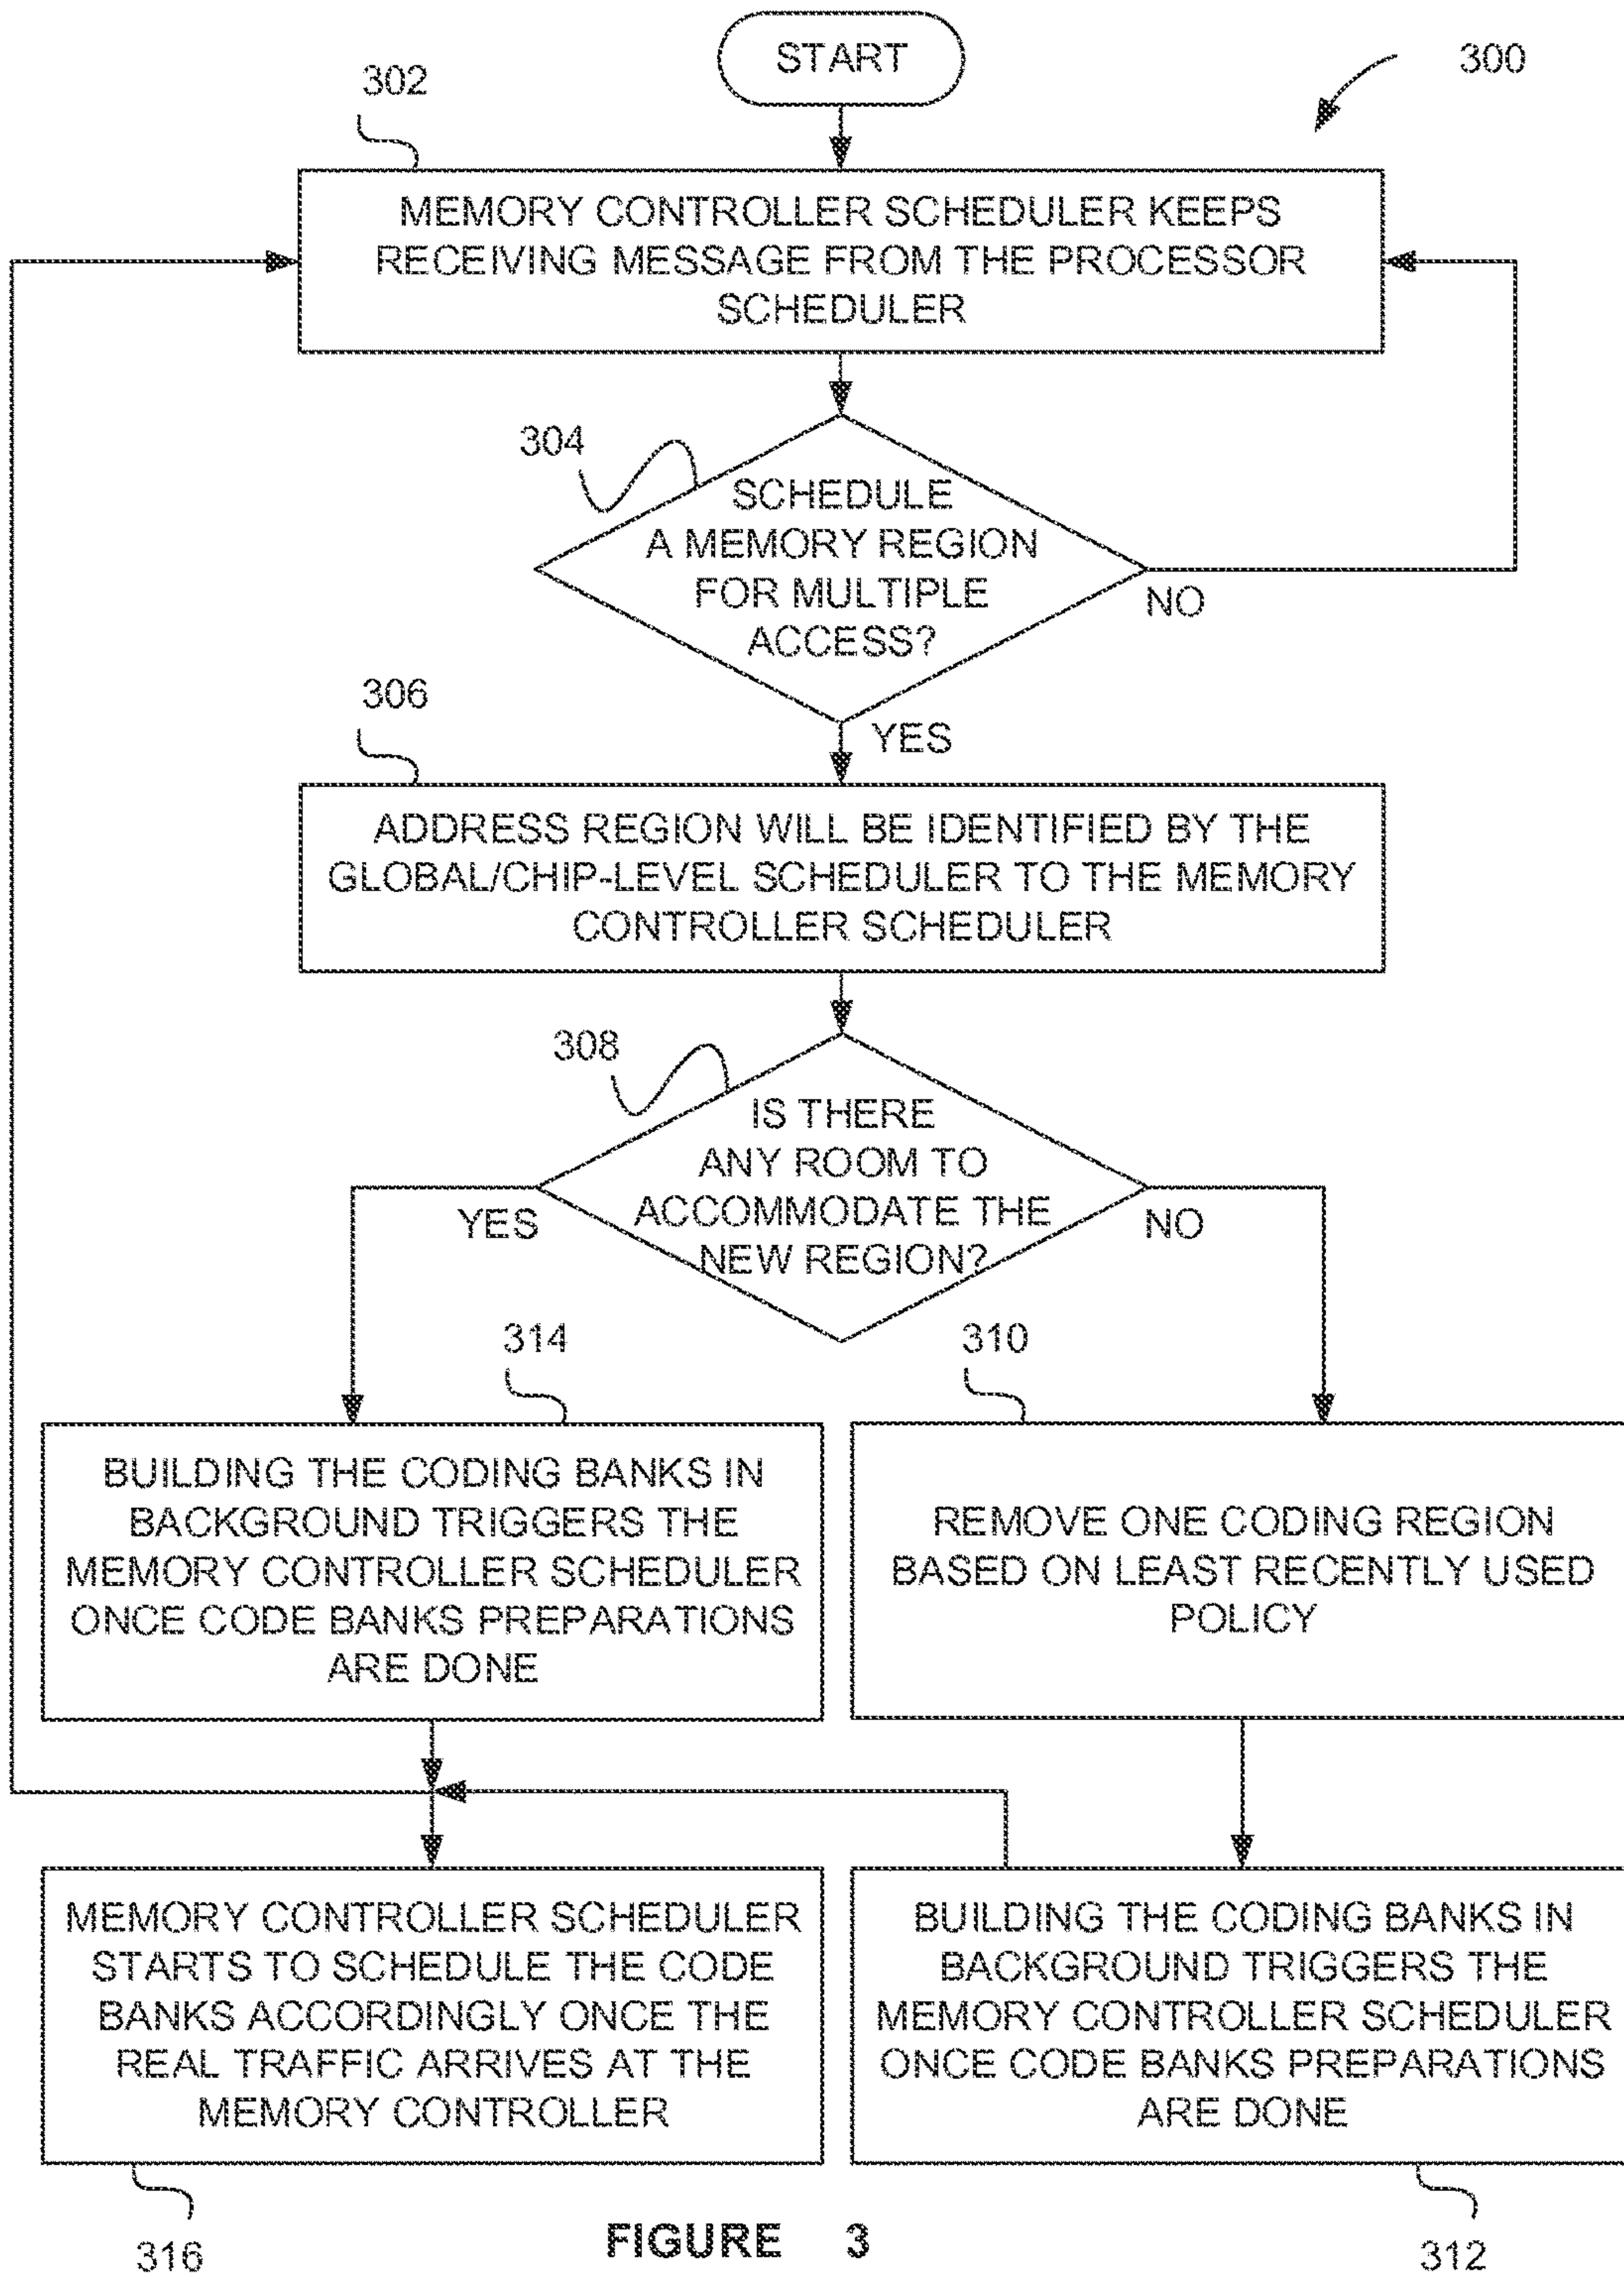 START
300
302
MEMORY CONTROLLER SCHEDULER KEEPS
RECEIVING MESSAGE FROM THE PROCESSOR
SCHEDULER
304
SCHEDULE
A MEMORY REGION
FOR MULTIPLE
ACCESS?
NO
YES
306
ADDRESS REGION WILL BE IDENTIFIED BY THE
GLOBAL/CHIP-LEVEL SCHEDULER TO THE MEMORY
CONTROLLER SCHEDULER
308
IS THERE
ANY ROOM TO
ACCOMMODATE THE
NEW REGION?
YES
NO
314
BUILDING THE CODING BANKS IN
BACKGROUND TRIGGERS THE
MEMORY CONTROLLER SCHEDULER
ONCE CODE BANKS PREPARATIONS
ARE DONE
310
REMOVE ONE CODING REGION
BASED ON LEAST RECENTLY USED
POLICY
MEMORY CONTROLLER SCHEDULER
STARTS TO SCHEDULE THE CODE
BANKS ACCORDINGLY ONCE THE
REAL TRAFFIC ARRIVES AT THE
MEMORY CONTROLLER
316
BUILDING THE CODING BANKS IN
BACKGROUND TRIGGERS THE
MEMORY CONTROLLER SCHEDULER
ONCE CODE BANKS PREPARATIONS
ARE DONE
312
FIGURE 3